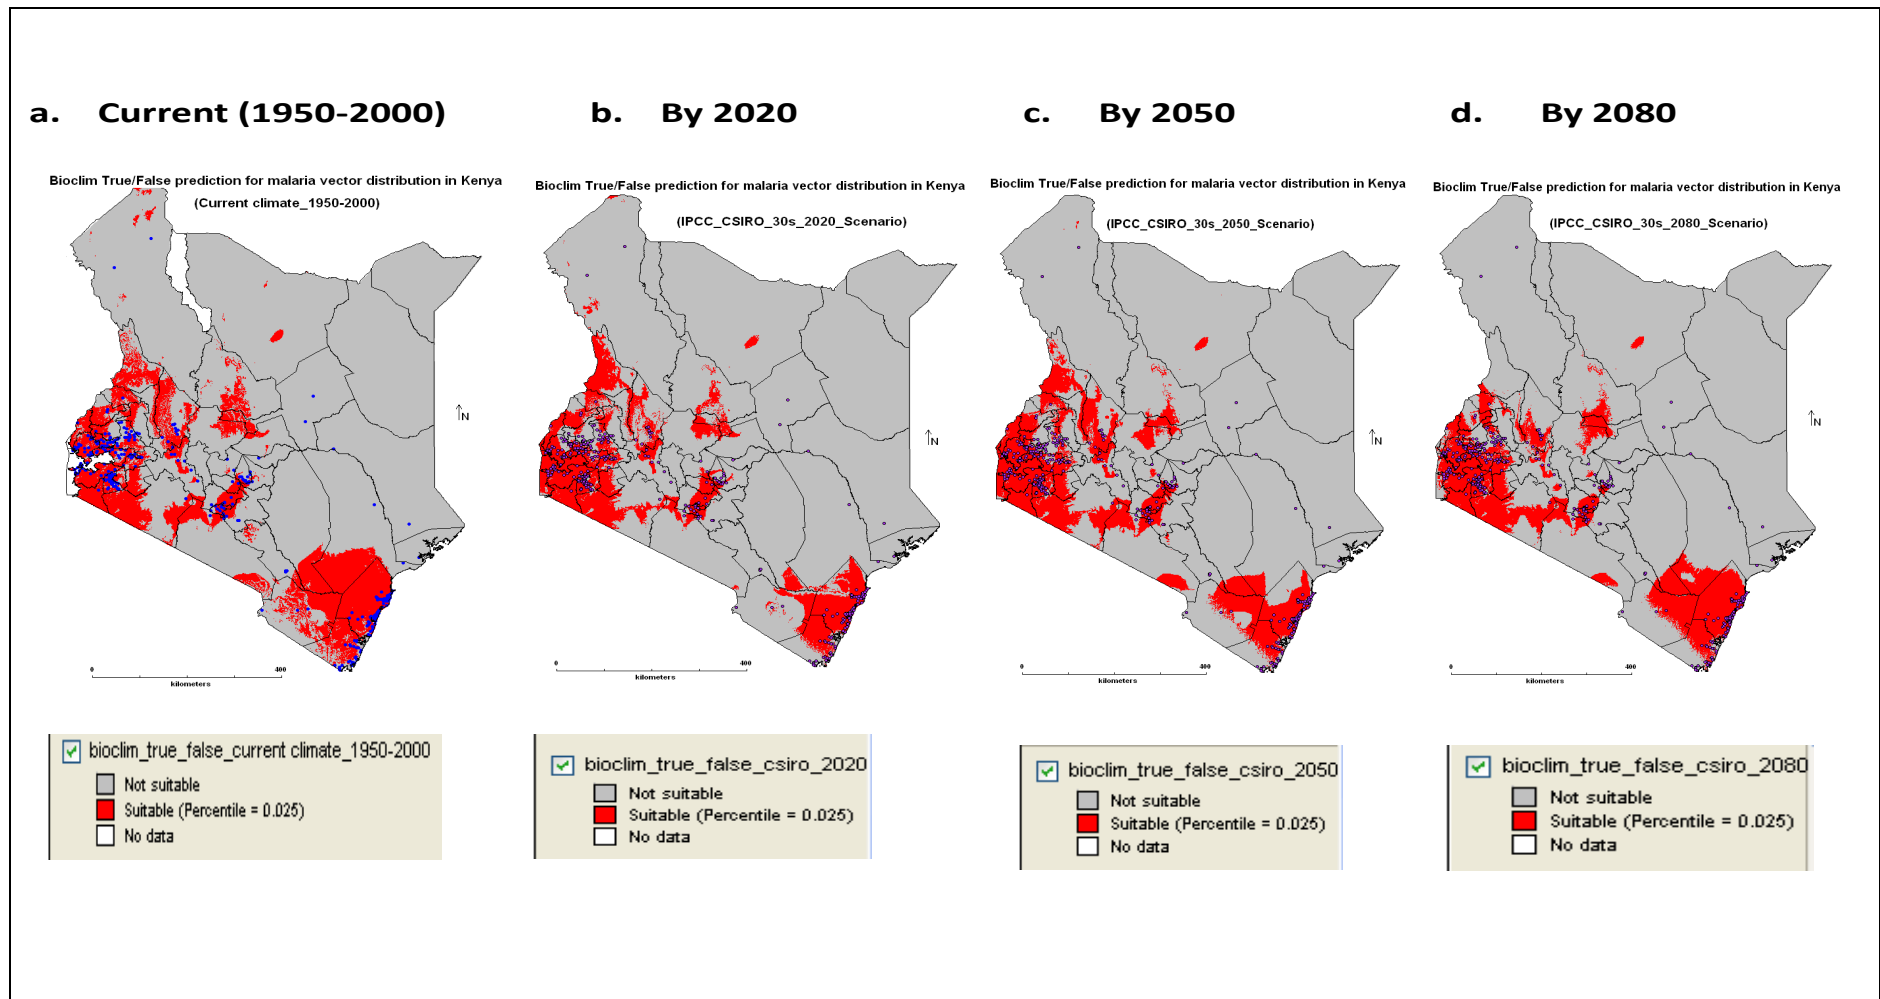 a. Current (1950-2000)
b. By 2020
c. By 2050
d. By 2080
Bioclim True/False prediction for malaria vector distribution in Kenya
(Current climate_1950-2000)
N
0 400
kilometers
Bioclim True/False prediction for malaria vector distribution in Kenya
(IPCC_CSIRO_30s_2020_Scenario)
N
0 400
kilometers
Bioclim True/False prediction for malaria vector distribution in Kenya
(IPCC_CSIRO_30s_2050_Scenario)
N
0 400
kilometers
Bioclim True/False prediction for malaria vector distribution in Kenya
(IPCC_CSIRO_30s_2080_Scenario)
N
0 400
kilometers
bioclim_true_false_current climate_1950-2000
Not suitable
Suitable (Percentile = 0.025)
No data
bioclim_true_false_csiro_2020
Not suitable
Suitable (Percentile = 0.025)
No data
bioclim_true_false_csiro_2050
Not suitable
Suitable (Percentile = 0.025)
No data
bioclim_true_false_csiro_2080
Not suitable
Suitable (Percentile = 0.025)
No data